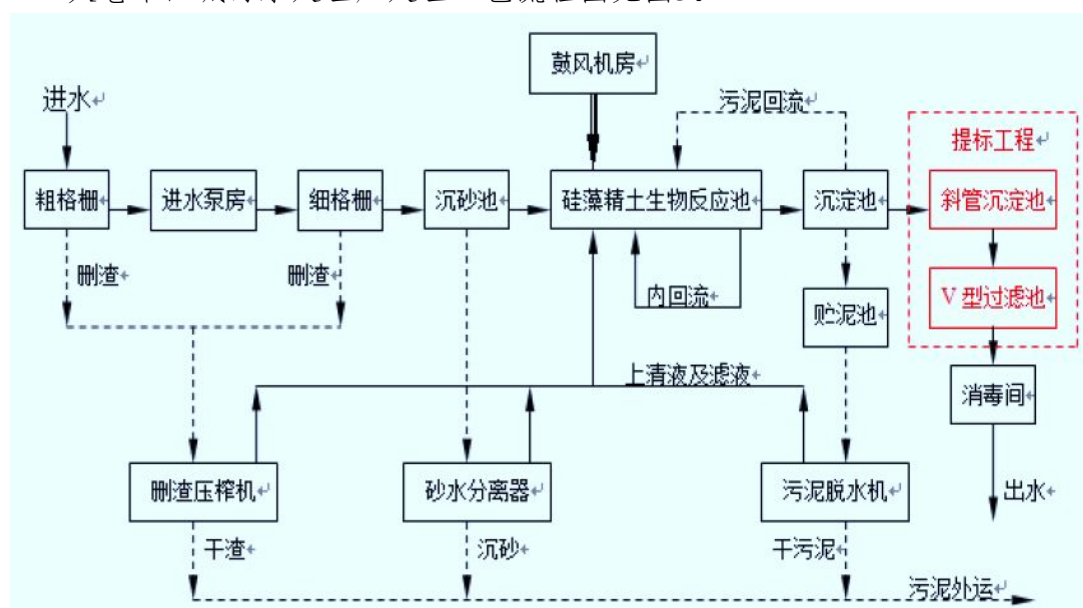 鼓风机房
进水
污泥回流
提标工程
粗格栅
进水泵房
细格栅
沉砂池
硅藻精土生物反应池
沉淀池
斜管沉淀池
删渣
删渣
内回流
贮泥池
V型过滤池
上清液及滤液
消毒间
删渣压榨机
砂水分离器
污泥脱水机
出水
干渣
沉砂
干污泥
污泥外运